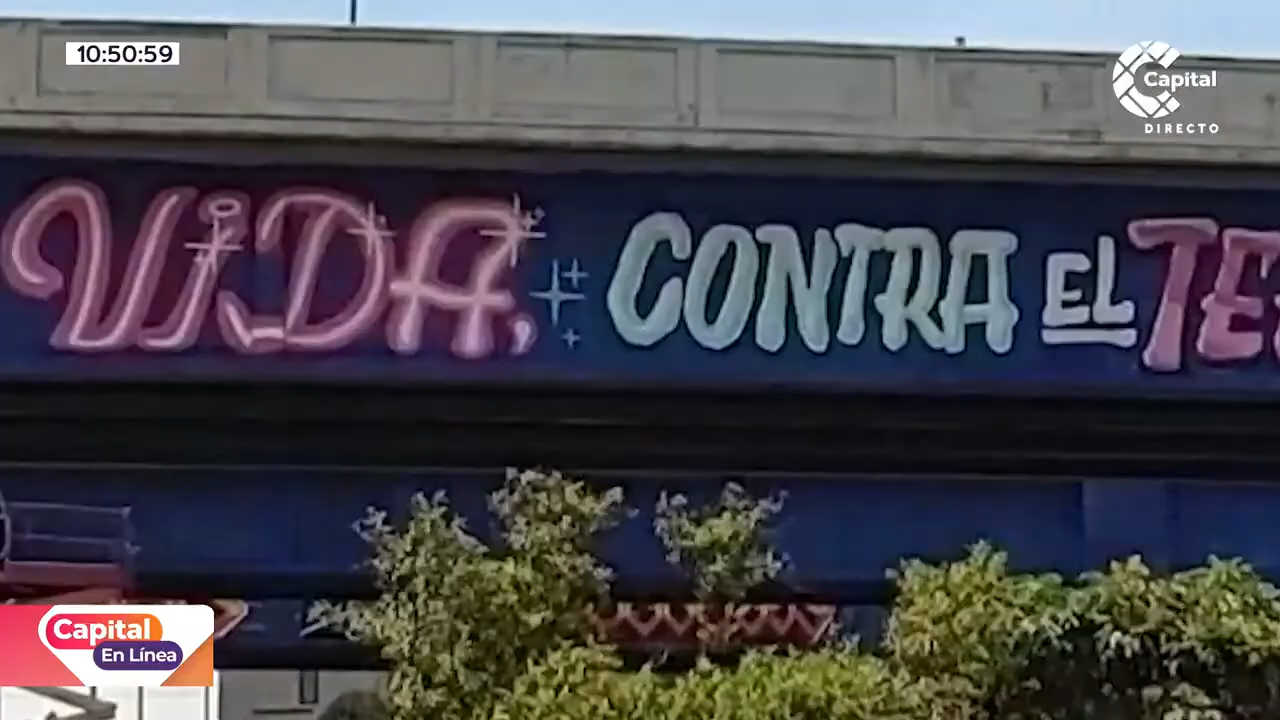 10:50:59
Capital
DIRECTO
ViDA, CONTRA EL
Capital
En Línea